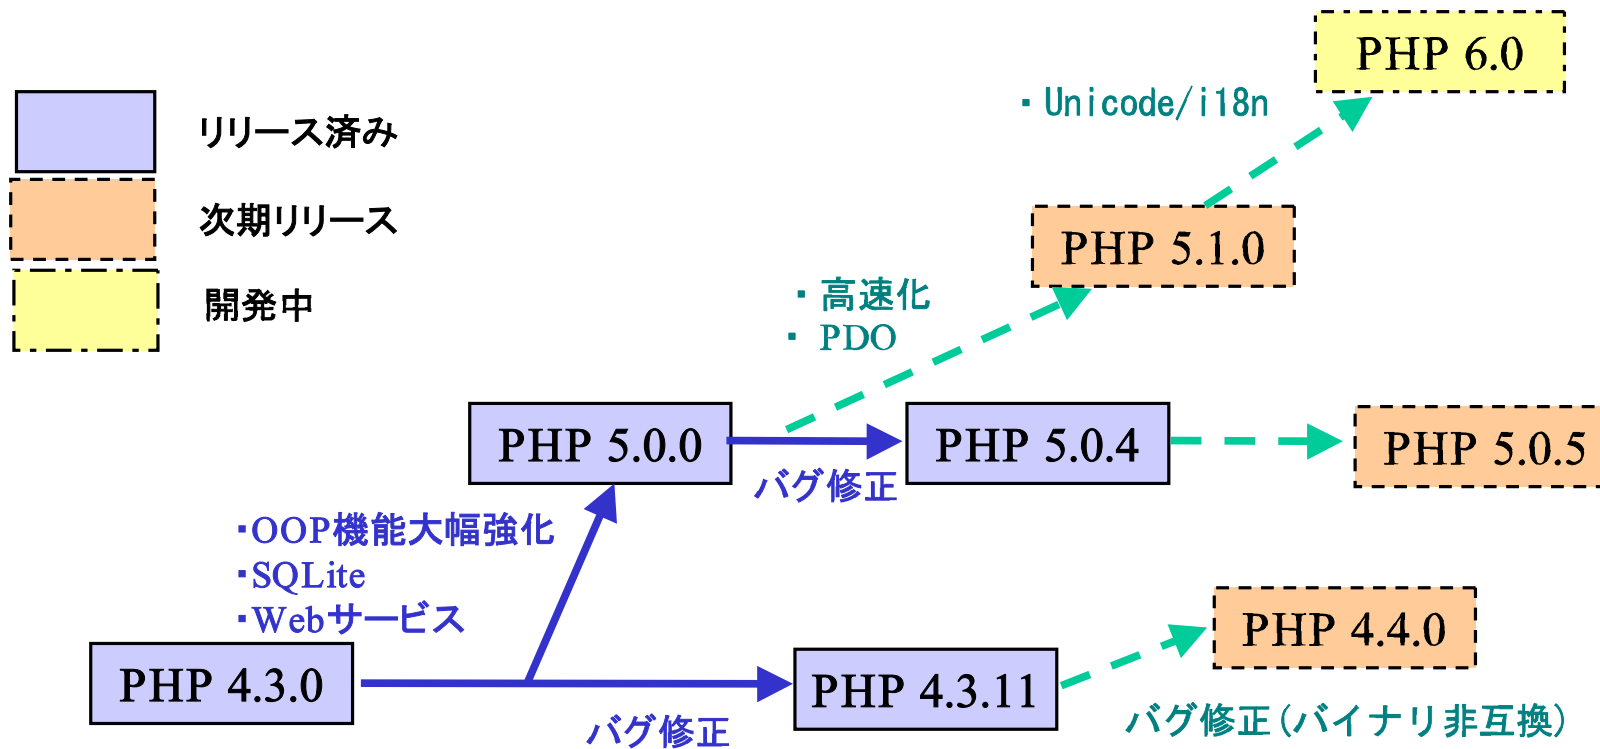 PHP 6.0
・Unicode/i18n
リリース済み
次期リリース
PHP 5.1.0
開発中
・高速化
・ PDO
PHP 5.0.0
PHP 5.0.4
PHP 5.0.5
バグ修正
・OOP機能大幅強化
・SQLite
・Webサービス
PHP 4.4.0
PHP 4.3.0
PHP 4.3.11
バグ修正
バグ修正(バイナリ非互換)